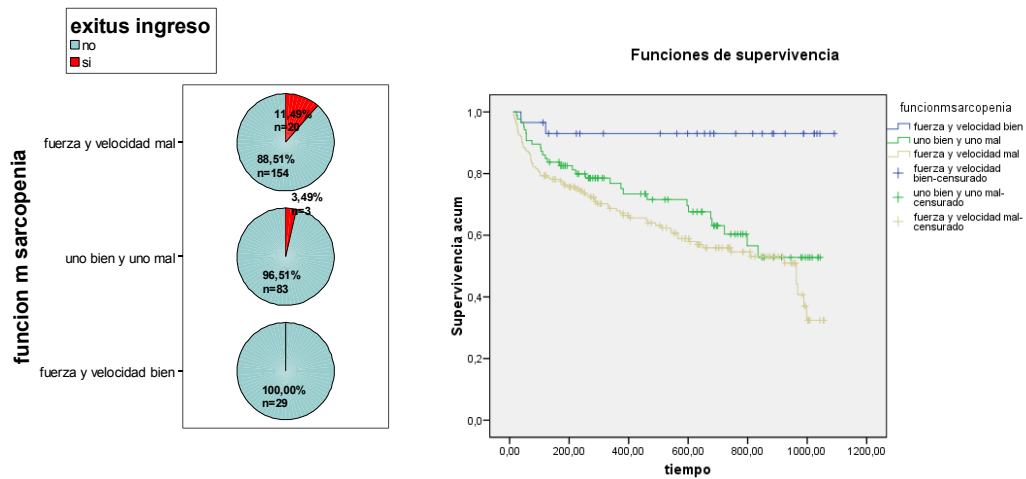 exitus ingreso
no
si
funcion m sarcopenia
fuerza y velocidad mal
11,49%
n=20
88,51%
n=154
uno bien y uno mal
3,49%
n=3
96,51%
n=83
fuerza y velocidad bien
100,00%
n=29
Funciones de supervivencia
Supervivencia acum
1,0
0,8
0,6
0,4
0,2
0,0
0,00
200,00
400,00
600,00
800,00
1000,00
1200,00
tiempo
funcionmsarcopenia
fuerza y velocidad bien
uno bien y uno mal
fuerza y velocidad mal
fuerza y velocidad
bien-censurado
uno bien y uno mal-
censurado
fuerza y velocidad mal-
censurado